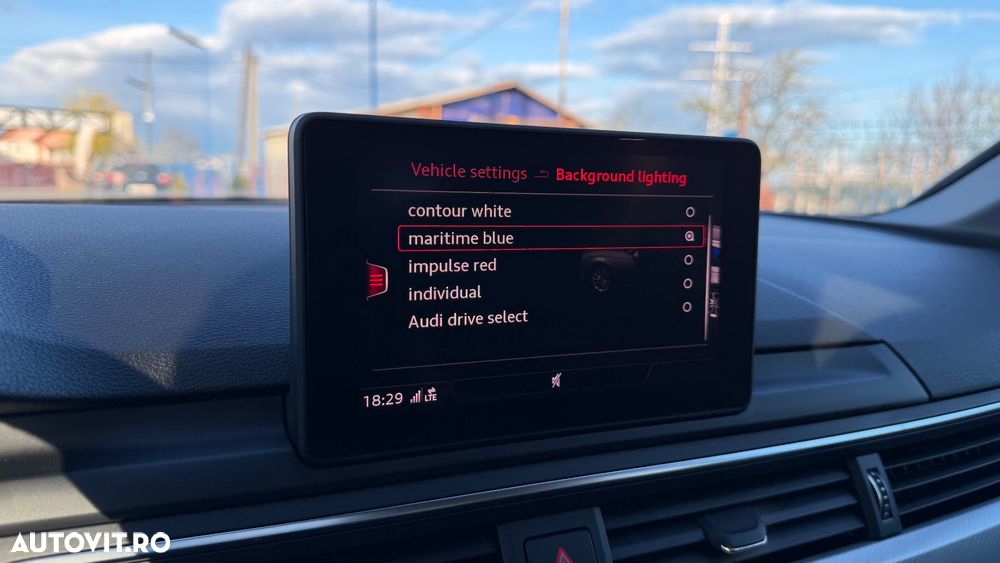 Vehicle settings Background lighting
contour white
maritime blue
impulse red
individual
Audi drive select
18:29 LTE
AUTOVIT.RO